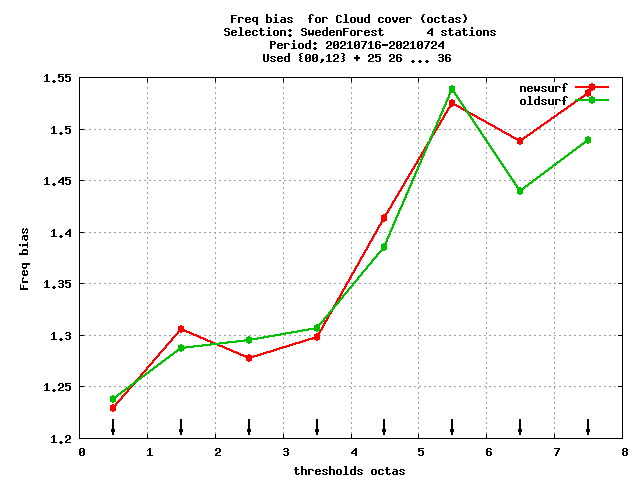 Freq bias  for Cloud cover (octas)
Selection: SwedenForest      4 stations
Period: 20210716-20210724
Used {00,12} + 25 26 ... 36
newsurf
oldsurf
1.55
1.5
1.45
1.4
1.35
1.3
1.25
1.2
Freq bias
0 1 2 3 4 5 6 7 8
thresholds octas